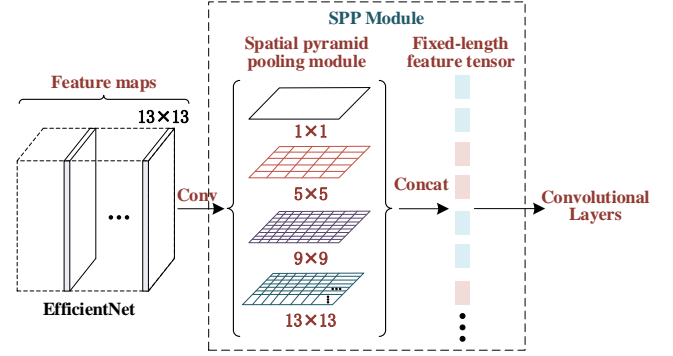 SPP Module
Spatial pyramid
pooling module
Fixed-length
feature tensor
Feature maps
13×13
1×1
5×5
9×9
13×13
Conv
Concat
Convolutional
Layers
EfficientNet